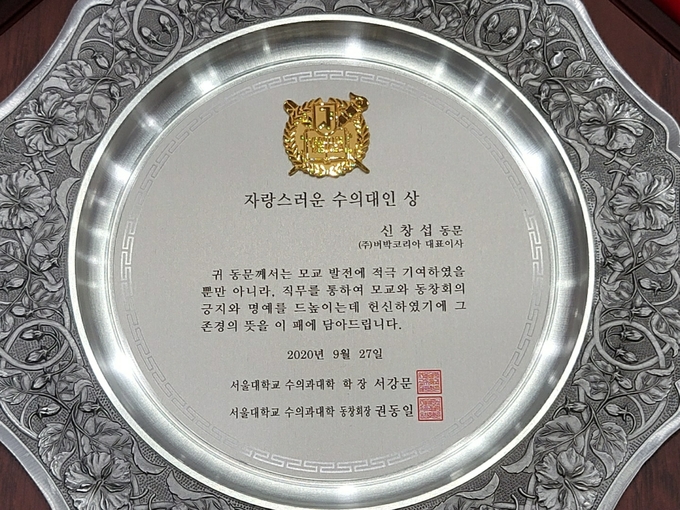 자랑스러운 수의대인 상
신창섭 동문
(주)버박코리아 대표이사
귀 동문께서는 모교 발전에 적극 기여하였을
뿐만 아니라, 직무를 통하여 모교와 동창회의
긍지와 명예를 드높이는데 헌신하였기에 그
존경의 뜻을 이 패에 담아드립니다.
2020년 9월 27일
서울대학교 수의과대학 학 장 서강문
서울대학교 수의과대학 동창회장 권동일